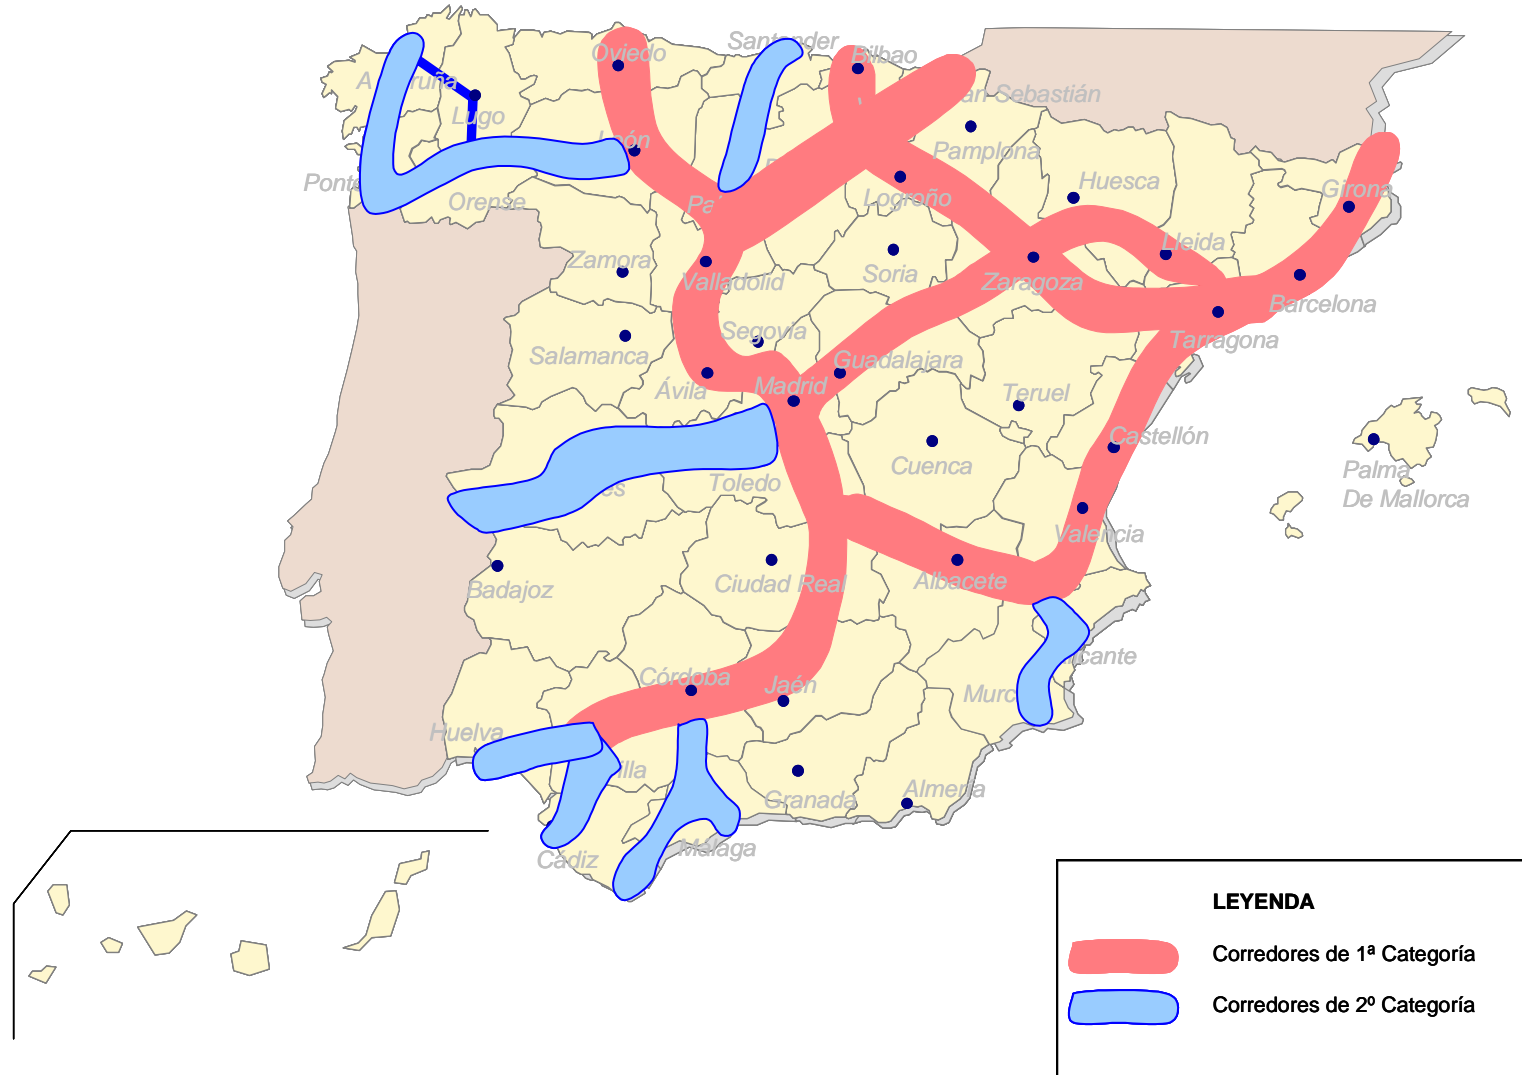 Santander
Oviedo
Bilbao
Lugo
León
San Sebastián
Pamplona
Logroño
Huesca
Girona
Orense
Lleida
Zamora
Soria
Valladolid
Zaragoza
Barcelona
Segovia
Tarragona
Salamanca
Guadalajara
Ávila
Madrid
Teruel
Castellón
Cuenca
Palma
De Mallorca
Toledo
Valencia
Badajoz
Ciudad Real
Albacete
Córdoba
Jaén
Huelva
Granada
Almería
Cádiz
Málaga
LEYENDA
Corredores de 1ª Categoría
Corredores de 2º Categoría